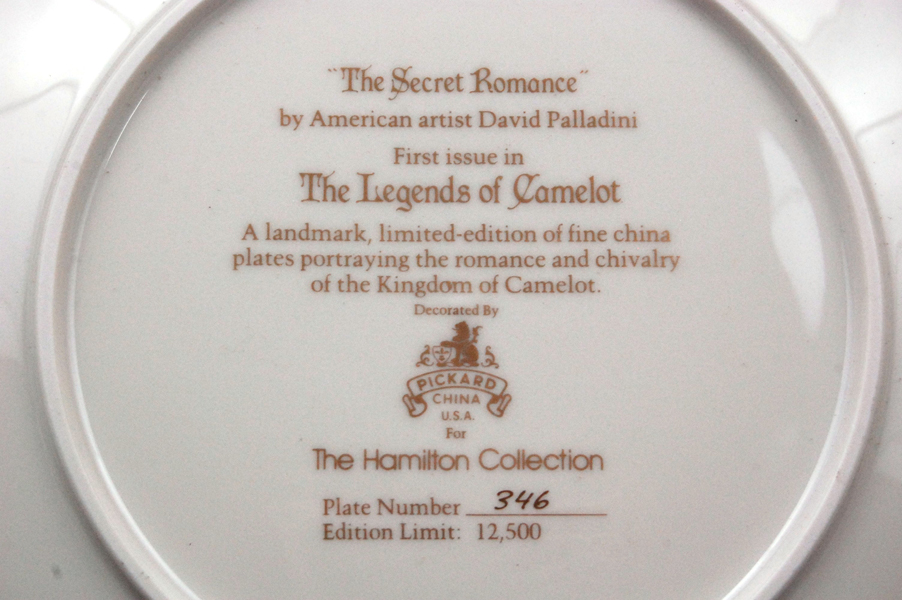 "The Secret Romance"
by American artist David Palladini
First issue in
The Legends of Camelot
A landmark, limited-edition of fine china
plates portraying the romance and chivalry
of the Kingdom of Camelot.
Decorated By
PICKARD
CHINA
U.S.A.
For
The Hamilton Collection
Plate Number 346
Edition Limit: 12,500